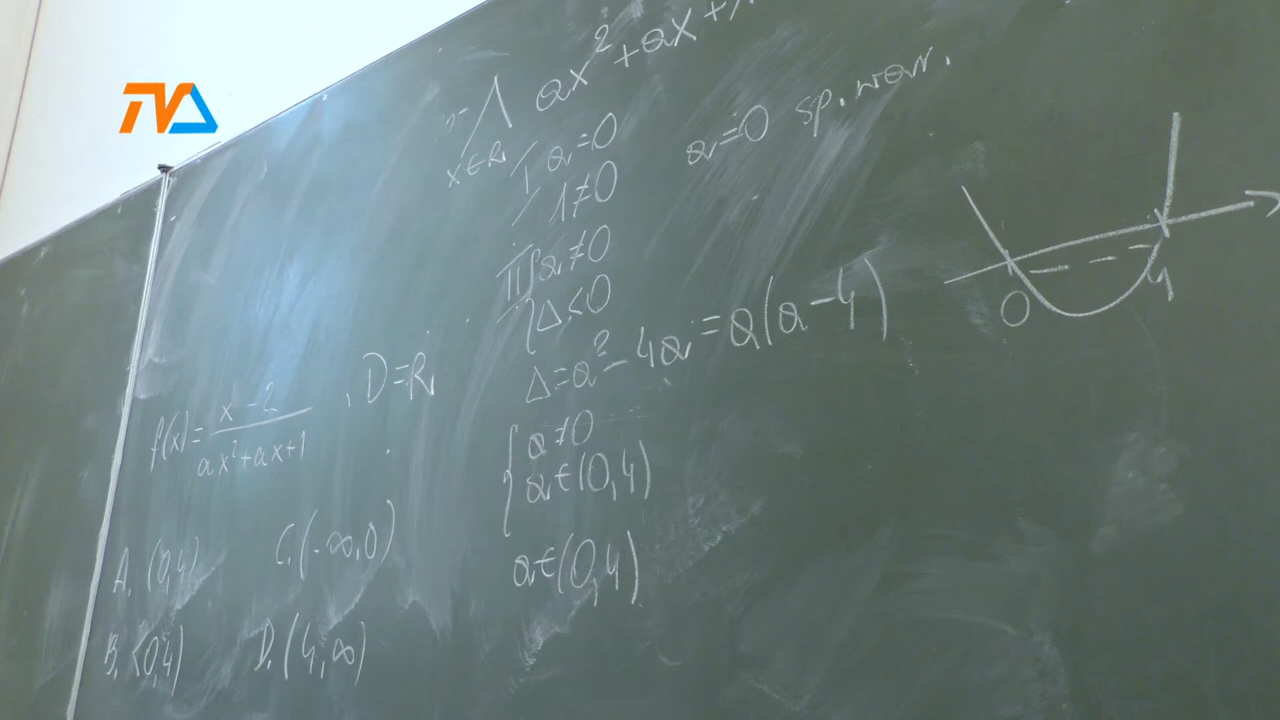 TVA
⋀ ax² + ax +
x∈R
I a=0 a=0 sp. war.
1≠0
II { a≠0
Δ<0
Δ=a²-4a=a(a-4)
0 4
f(x)= x-2 / ax²+ax+1 , D=R
{ a≠0
a∈(0,4)
a∈(0,4)
A. (0,4) C. (-∞,0)
B. <0,4) D. (4,∞)